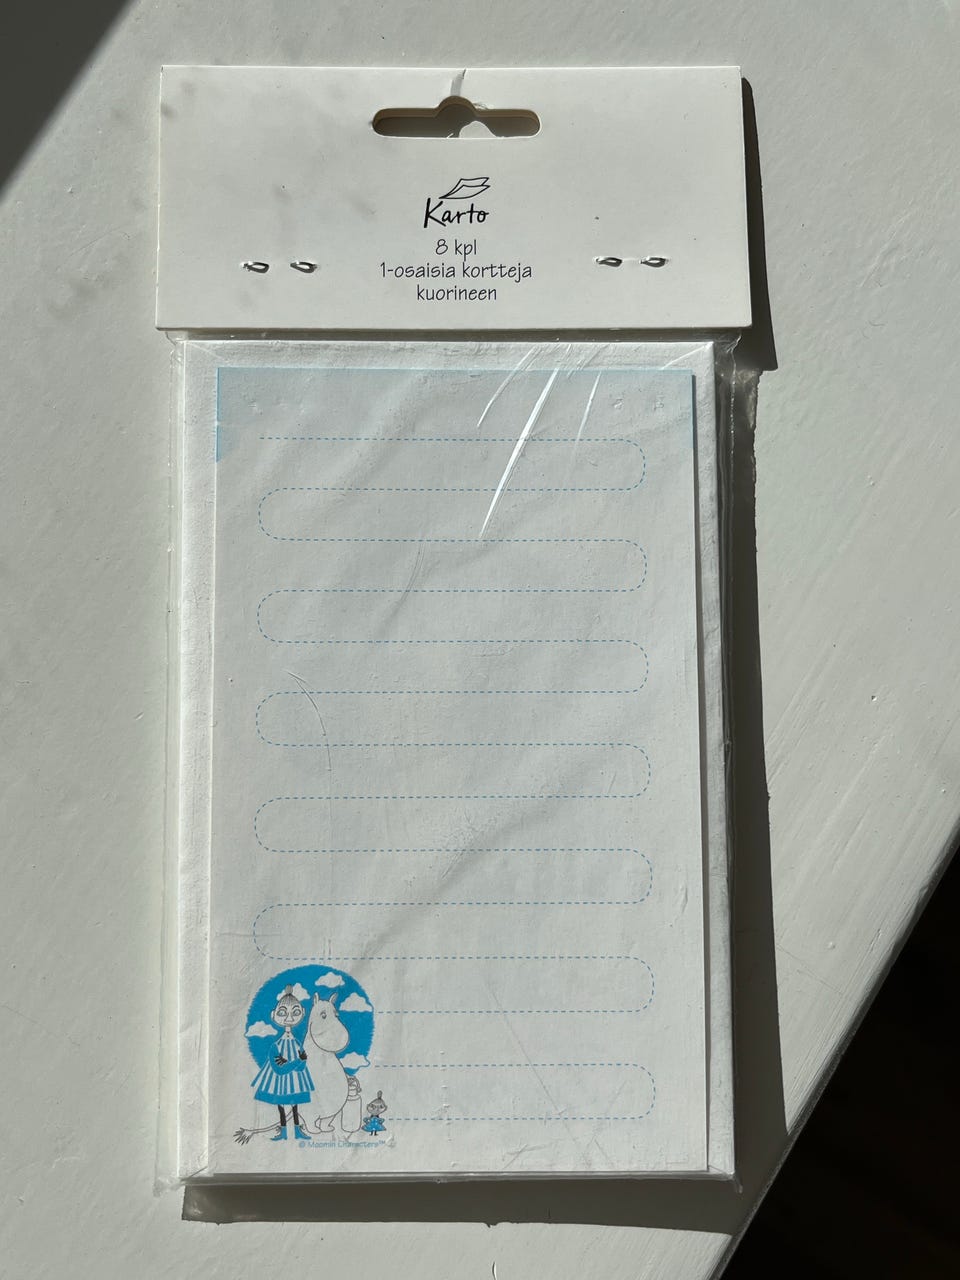 Karto
8 kpl
1-osaisia kortteja
kuorineen
© Moomin Characters™